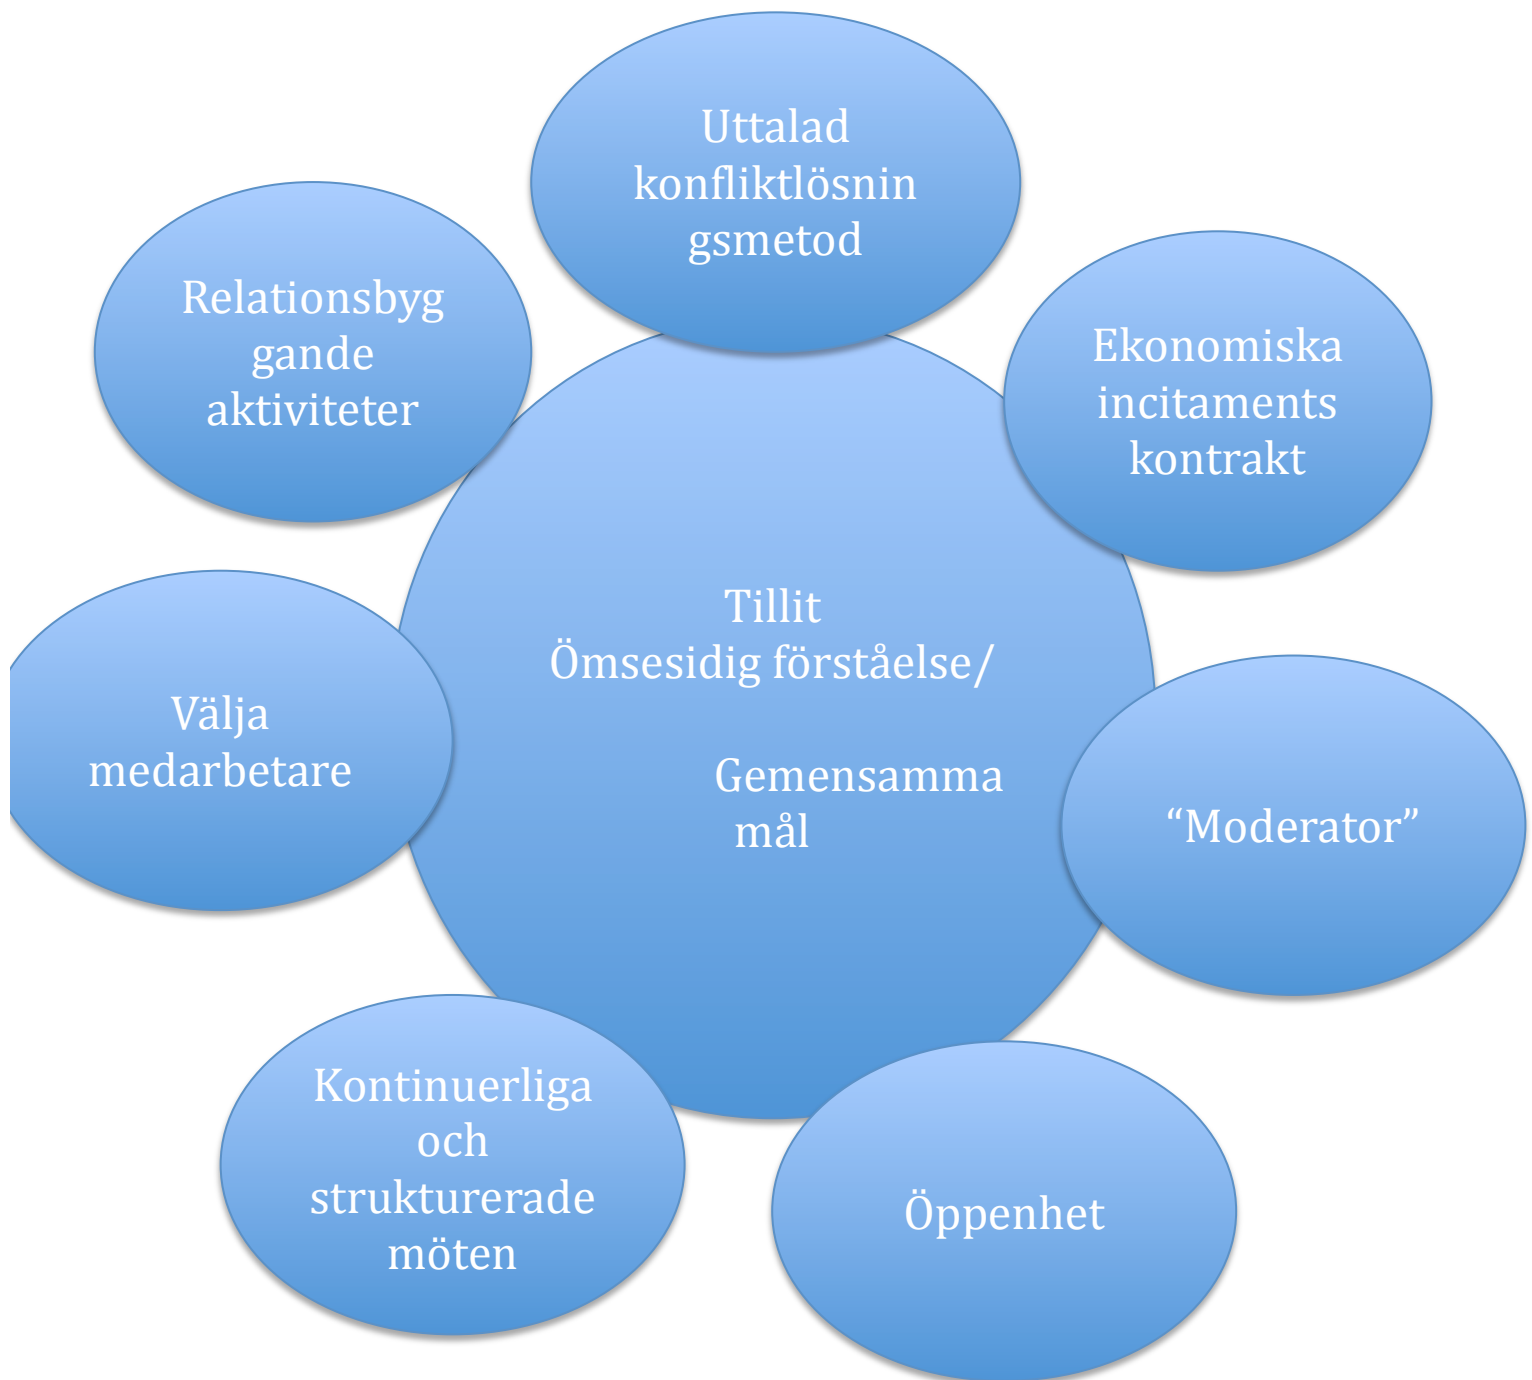 Uttalad
konfliktlösnin
gsmetod
Relationsbyg
gande
aktiviteter
Ekonomiska
incitaments
kontrakt
Tillit
Ömsesidig förståelse/
Gemensamma
mål
Välja
medarbetare
“Moderator”
Kontinuerliga
och
strukturerade
möten
Öppenhet